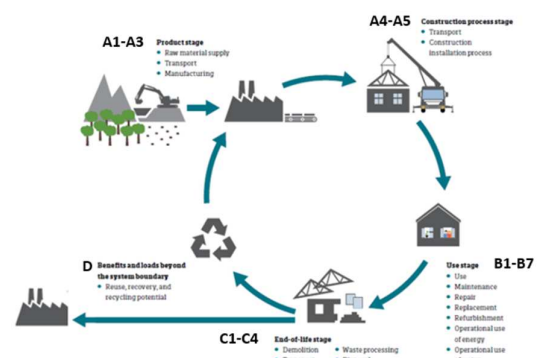 A1-A3
Product stage
• Raw material supply
• Transport
• Manufacturing
A4-A5
Construction process stage
• Transport
• Construction
installation process
B1-B7
Use stage
• Use
• Maintenance
• Repair
• Replacement
• Refurbishment
• Operational use
of energy
• Operational use
C1-C4
End-of-life stage
• Demolition
• Waste processing
D
Benefits and loads beyond
the system boundary
• Reuse, recovery, and
recycling potential